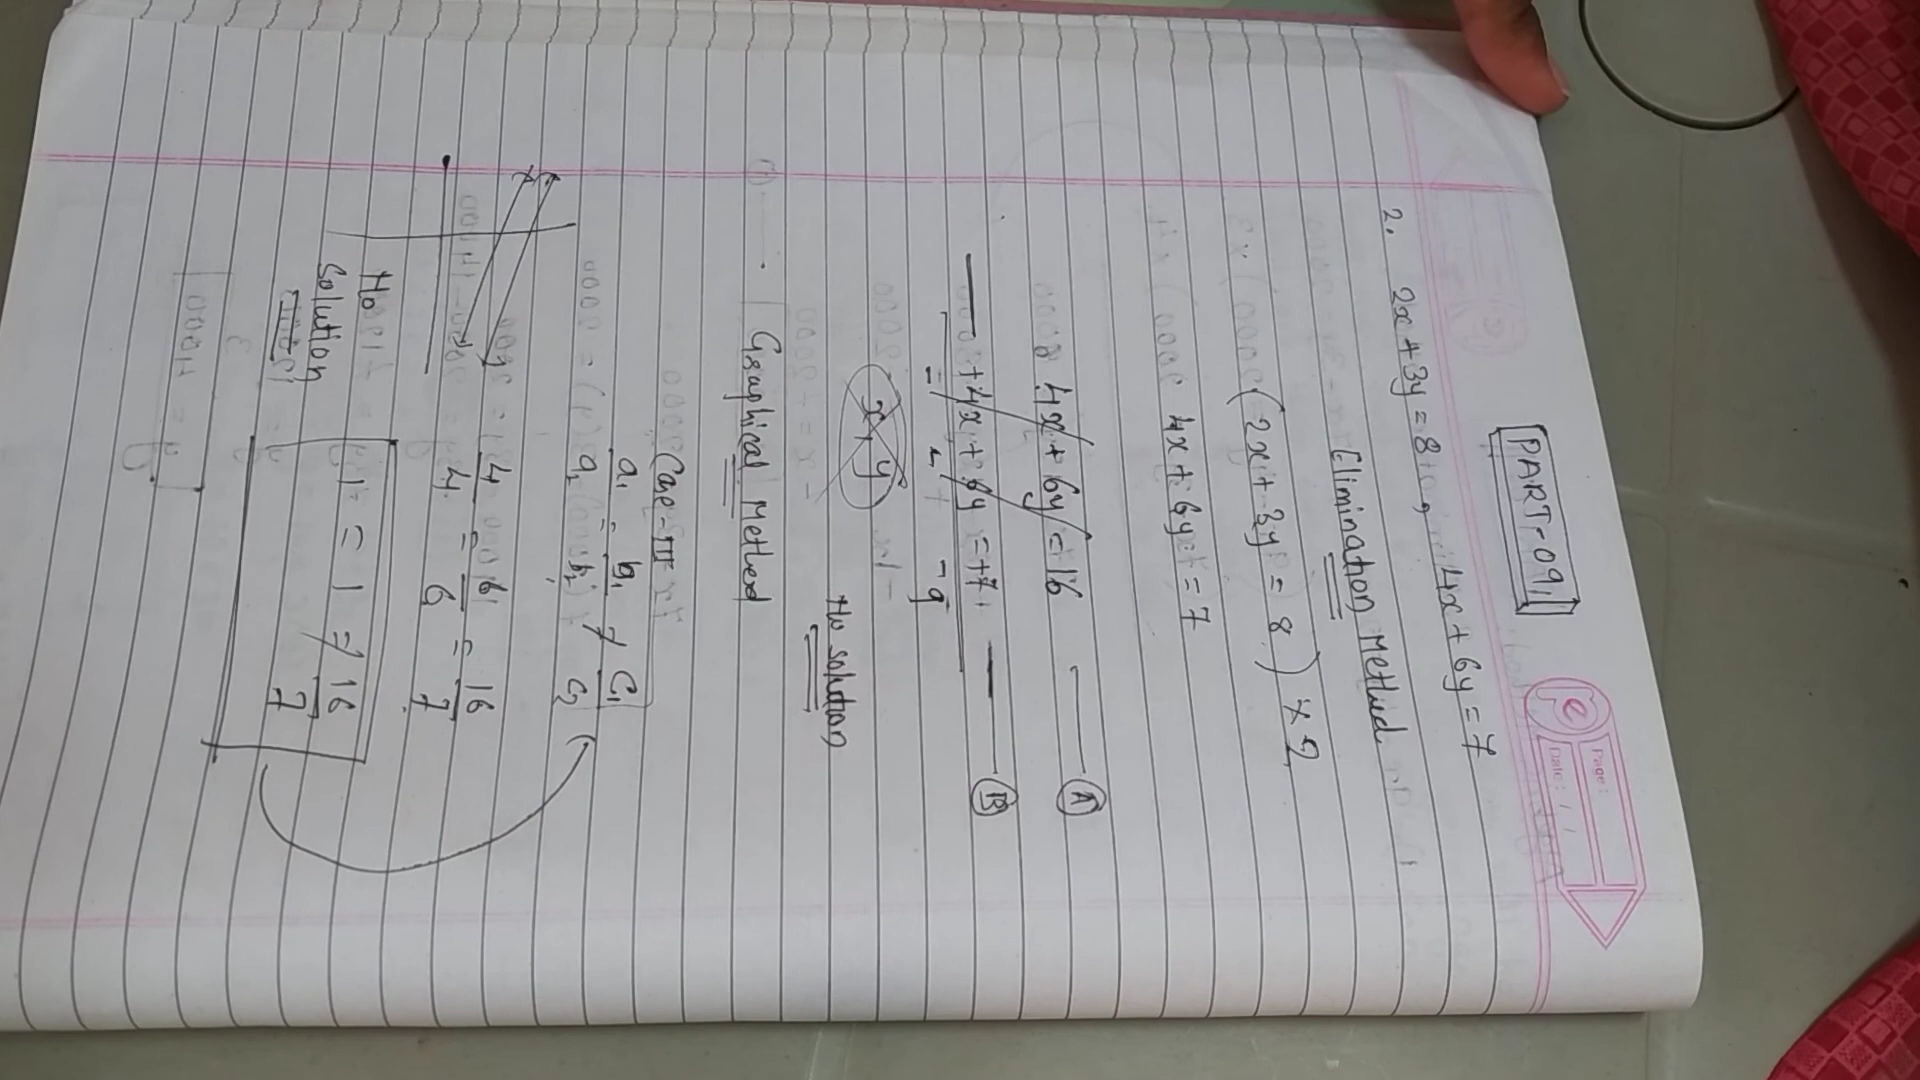 PART-09
Page:
Date: / /
2. 2x + 3y = 8, 4x + 6y = 7
Elimination Method
(2x + 3y = 8) x 2
4x + 6y = 7
4x + 6y = 16 — (A)
+4x + 6y = +7 — (B)
- - - 9
x, y
No solution
Graphical Method
Case-III
a₁/a₂ = b₁/b₂ ≠ c₁/c₂
4/4 = 6/6 = 16/7
1 = 1 ≠ 16/7
No
Solution